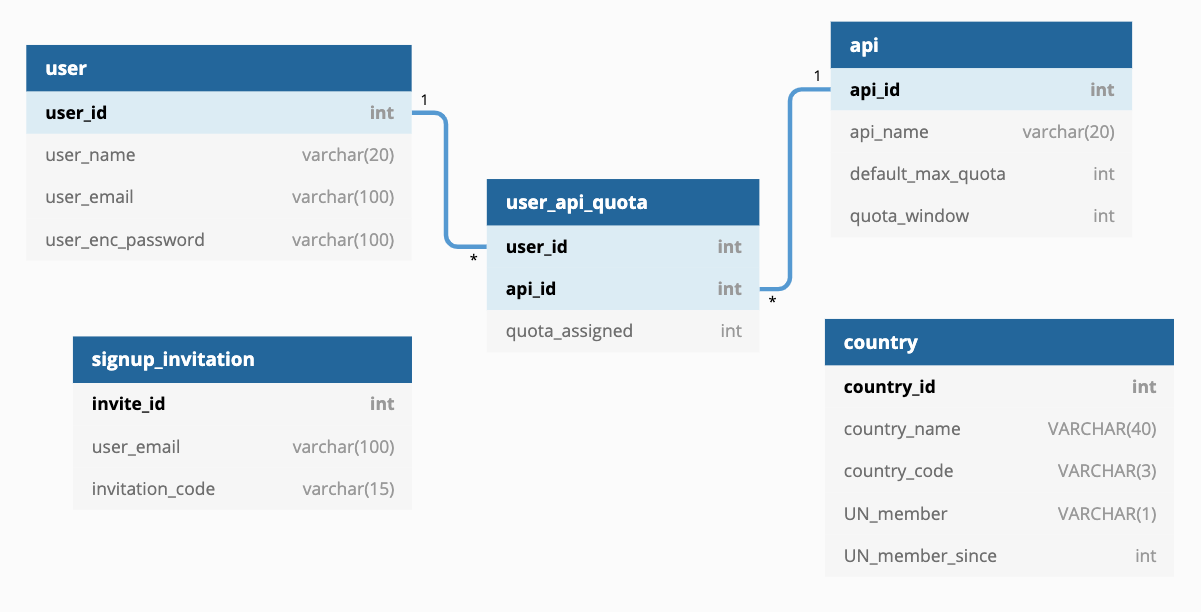 user
user_id int
user_name varchar(20)
user_email varchar(100)
user_enc_password varchar(100)
1
*
user_api_quota
user_id int
api_id int
quota_assigned int
1
*
api
api_id int
api_name varchar(20)
default_max_quota int
quota_window int
signup_invitation
invite_id int
user_email varchar(100)
invitation_code varchar(15)
country
country_id int
country_name VARCHAR(40)
country_code VARCHAR(3)
UN_member VARCHAR(1)
UN_member_since int